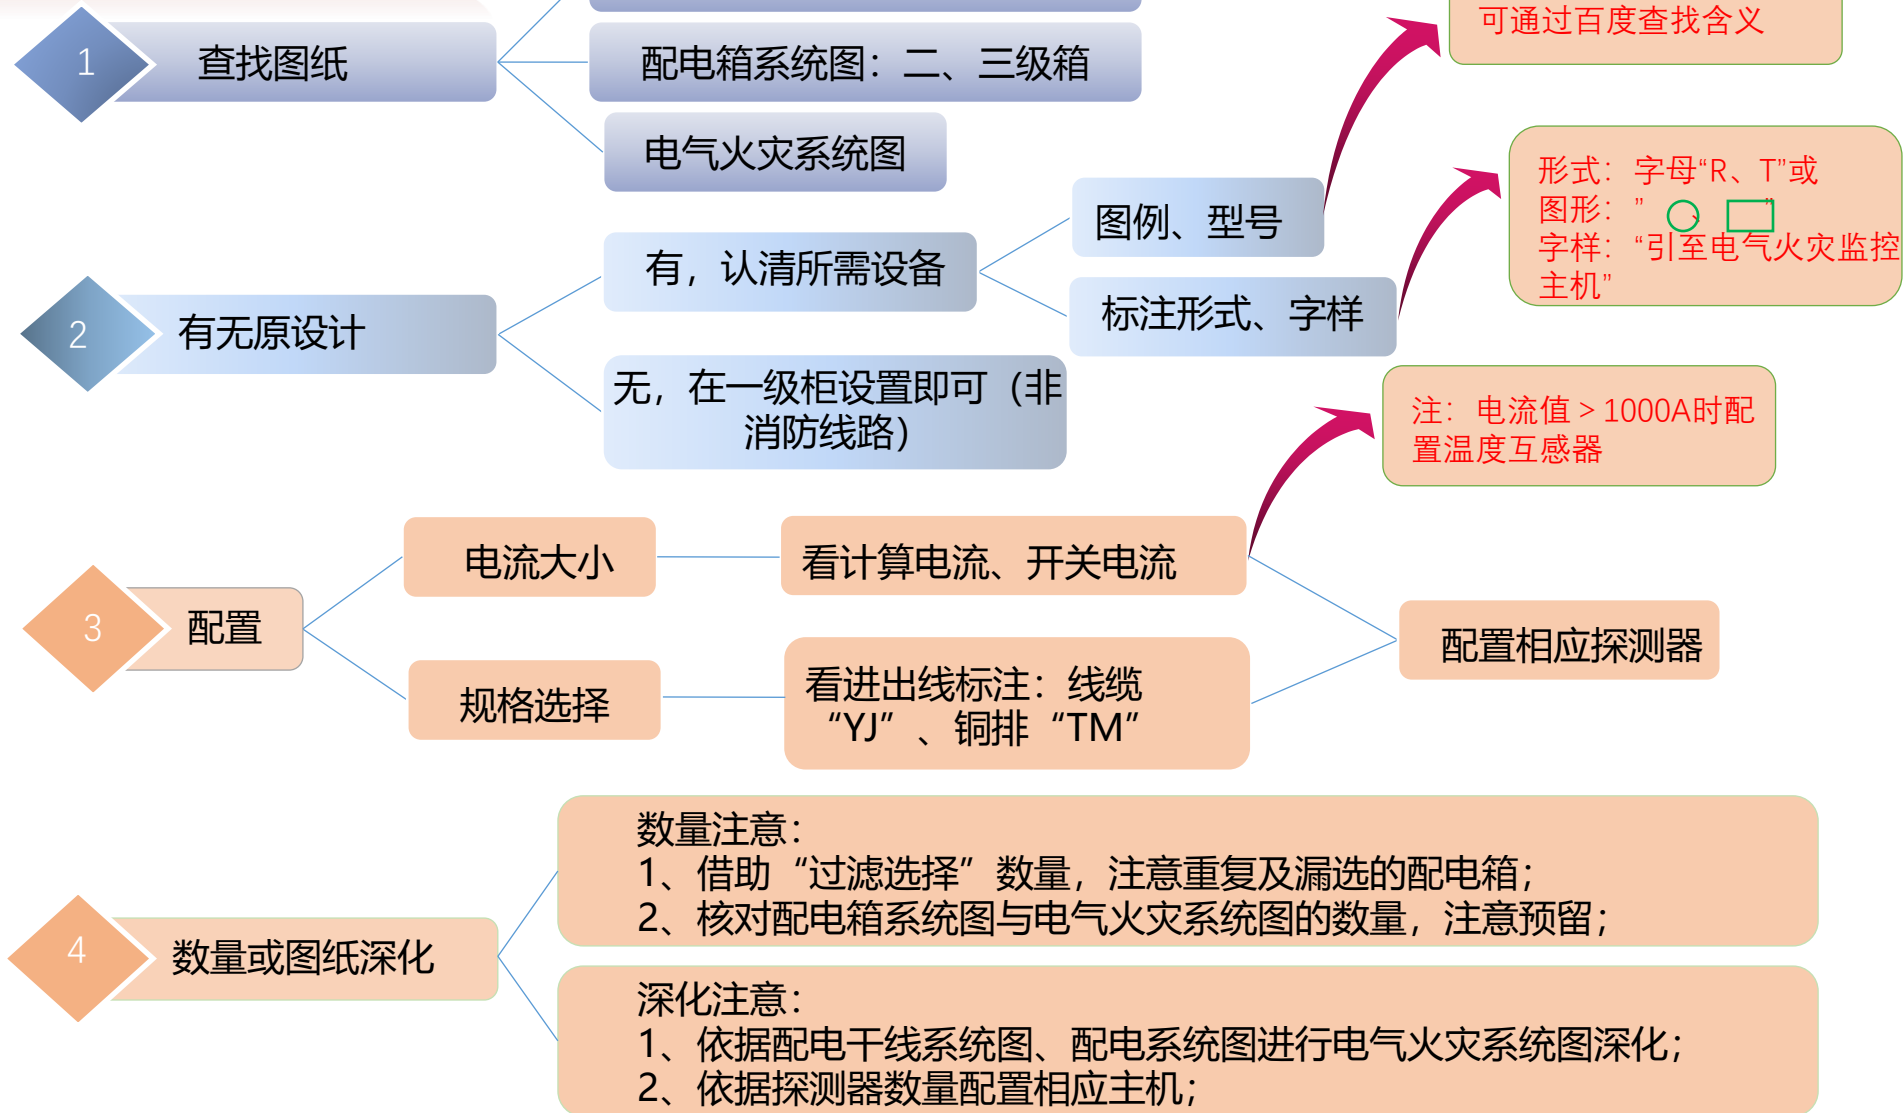 可通过百度查找含义
1
查找图纸
配电箱系统图：二、三级箱
电气火灾系统图
形式：字母“R、T”或
图形：” 、 ”
字样：“引至电气火灾监控
主机”
图例、型号
有，认清所需设备
标注形式、字样
2
有无原设计
无，在一级柜设置即可（非
消防线路）
注：电流值＞1000A时配
置温度互感器
电流大小
看计算电流、开关电流
3
配置
配置相应探测器
规格选择
看进出线标注：线缆
“YJ”、铜排“TM”
数量注意：
1、借助“过滤选择”数量，注意重复及漏选的配电箱；
2、核对配电箱系统图与电气火灾系统图的数量，注意预留；
4
数量或图纸深化
深化注意：
1、依据配电干线系统图、配电系统图进行电气火灾系统图深化；
2、依据探测器数量配置相应主机；